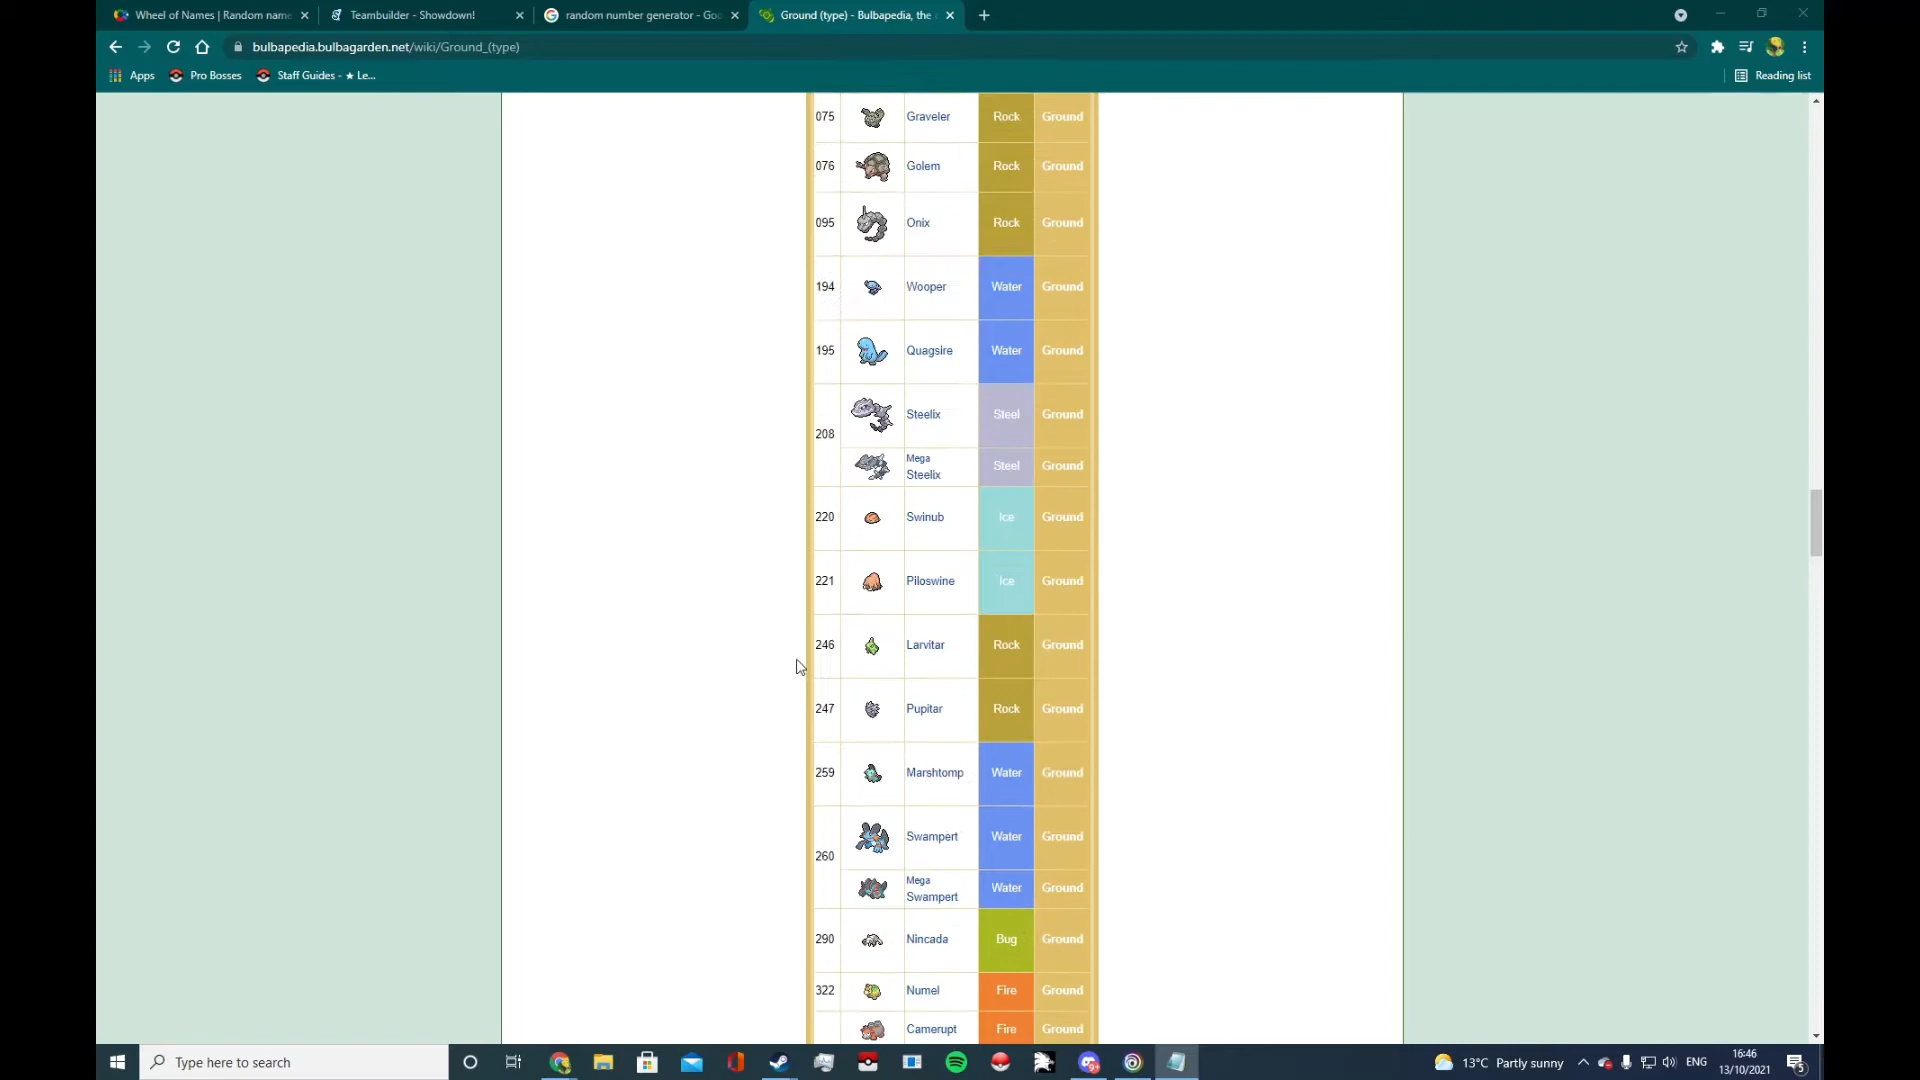 Wheel of Names | Random name
Teambuilder - Showdown!
random number generator - Goo
Ground (type) - Bulbapedia, the
bulbapedia.bulbagarden.net/wiki/Ground_(type)
Apps
Pro Bosses
Staff Guides - ★ Le...
Reading list
075 Graveler Rock Ground
076 Golem Rock Ground
095 Onix Rock Ground
194 Wooper Water Ground
195 Quagsire Water Ground
208 Steelix Steel Ground
Mega Steelix Steel Ground
220 Swinub Ice Ground
221 Piloswine Ice Ground
246 Larvitar Rock Ground
247 Pupitar Rock Ground
259 Marshtomp Water Ground
260 Swampert Water Ground
Mega Swampert Water Ground
290 Nincada Bug Ground
322 Numel Fire Ground
Camerupt Fire Ground
Type here to search
13°C Partly sunny
ENG
16:46
13/10/2021
5